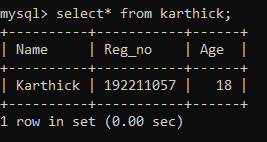 mysql> select* from karthick;
+----------+-----------+------+
| Name     | Reg_no    | Age  |
+----------+-----------+------+
| Karthick | 192211057 |   18 |
+----------+-----------+------+
1 row in set (0.00 sec)